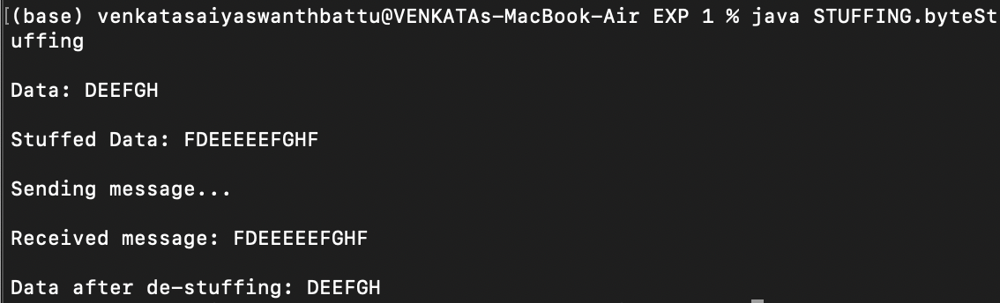 [(base) venkatasaiyaswanthbattu@VENKATAs-MacBook-Air EXP 1 % java STUFFING.byteSt
uffing
Data: DEEFGH
Stuffed Data: FDEEEEEFGHF
Sending message...
Received message: FDEEEEEFGHF
Data after de-stuffing: DEEFGH